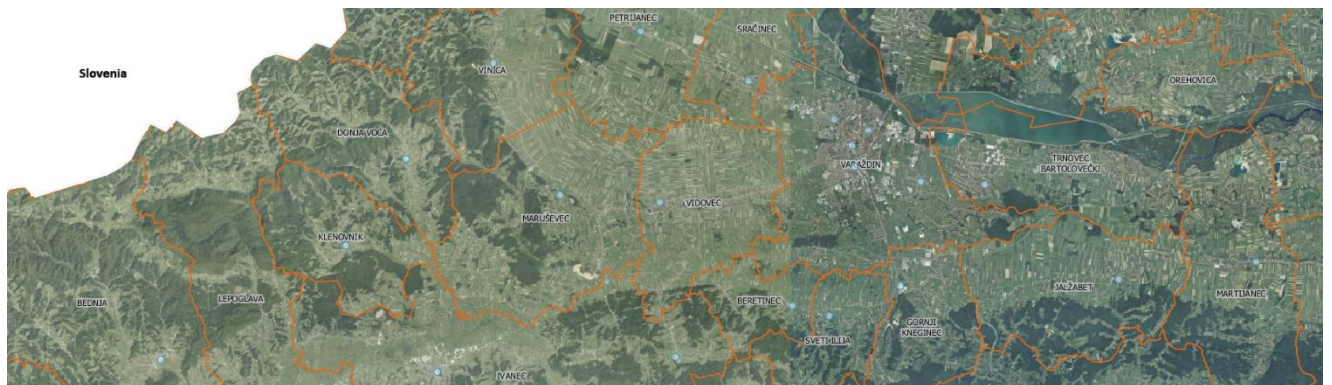 PETRIJANEC
SRAČINEC
Slovenia
VINICA
OREHOVICA
DONJA VOĆA
VARAŽDIN
TRNOVEC
BARTOLOVEČKI
MARUŠEVEC
VIDOVEC
KLENOVNIK
BEDNJA
LEPOGLAVA
BERETINEC
JALŽABET
MARTIJANEC
SVETI ILIJA
GORNJI
KNEGINEC
IVANEC